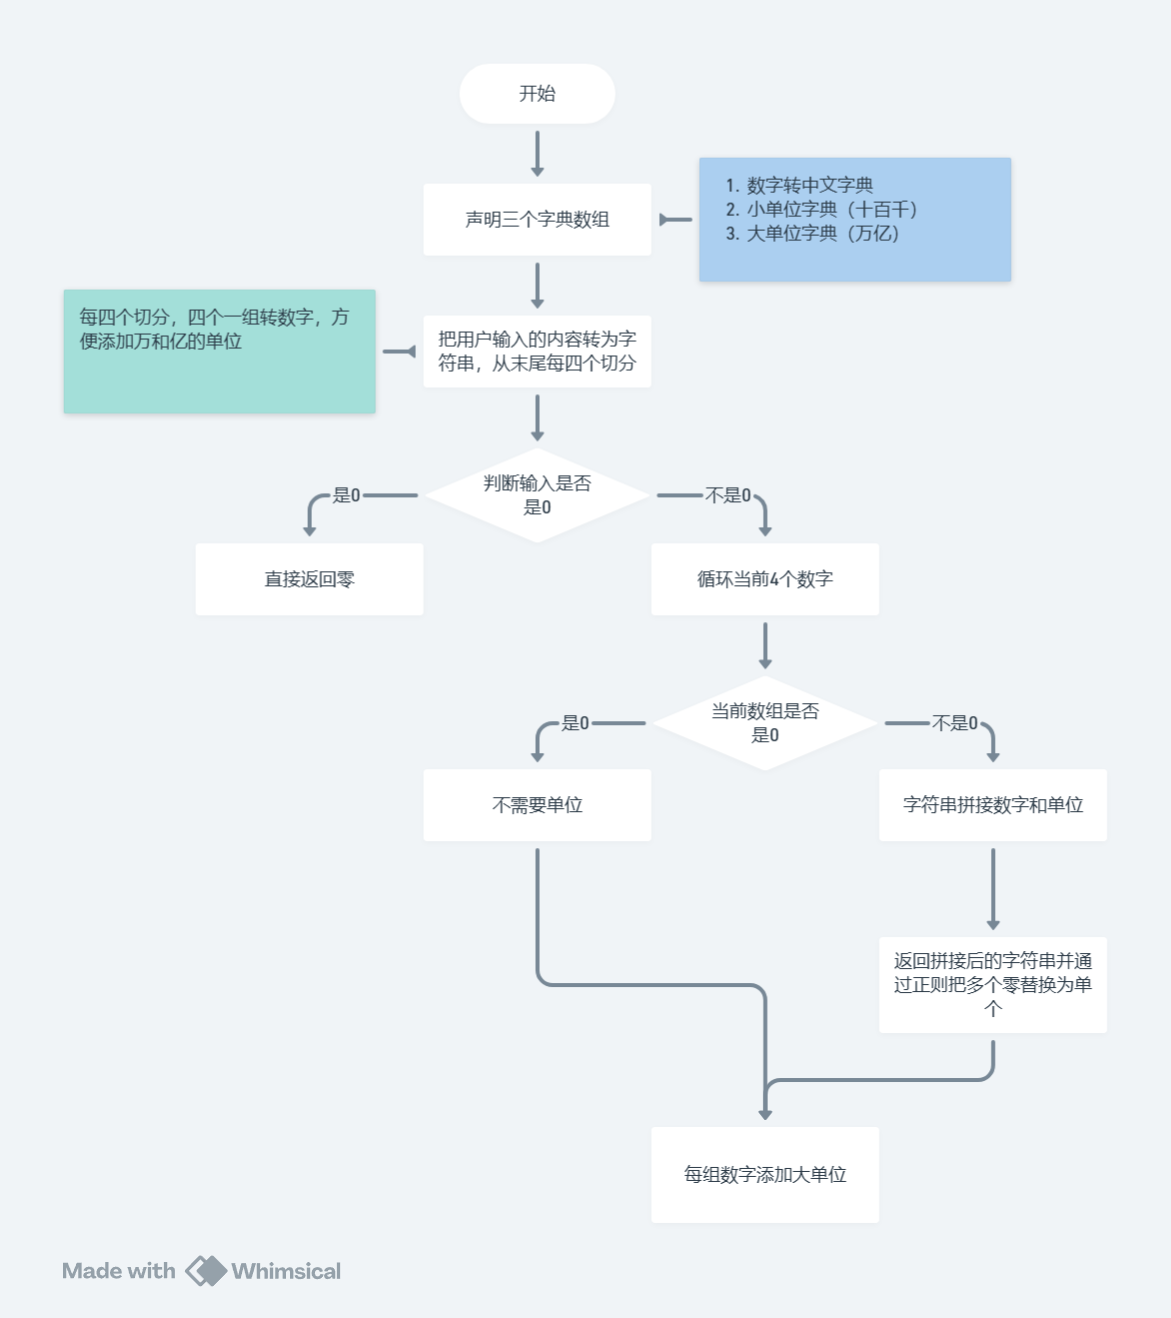 开始
声明三个字典数组
1. 数字转中文字典
2. 小单位字典（十百千）
3. 大单位字典（万亿）
每四个切分，四个一组转数字，方
便添加万和亿的单位
把用户输入的内容转为字
符串，从末尾每四个切分
判断输入是否
是0
是0
不是0
直接返回零
循环当前4个数字
当前数组是否
是0
是0
不是0
不需要单位
字符串拼接数字和单位
返回拼接后的字符串并通
过正则把多个零替换为单
个
每组数字添加大单位
Made with Whimsical